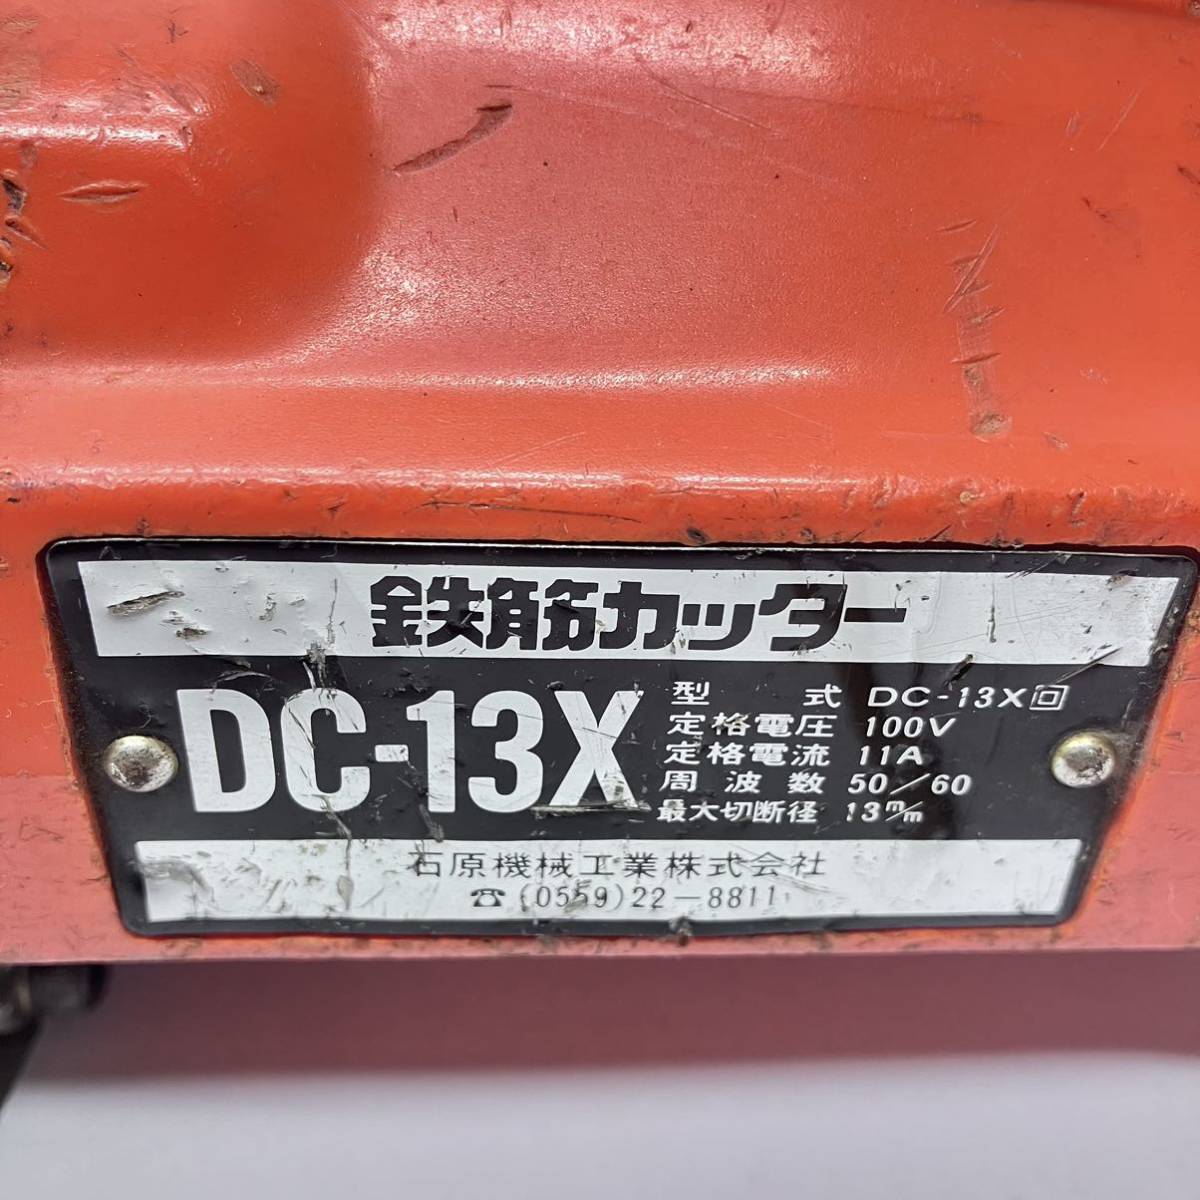 鉄筋カッター
DC-13X
型式 DC-13X回
定格電圧 100V
定格電流 11A
周波数 50/60
最大切断径 13m/m
石原機械工業株式会社
☎(0559)22-8811